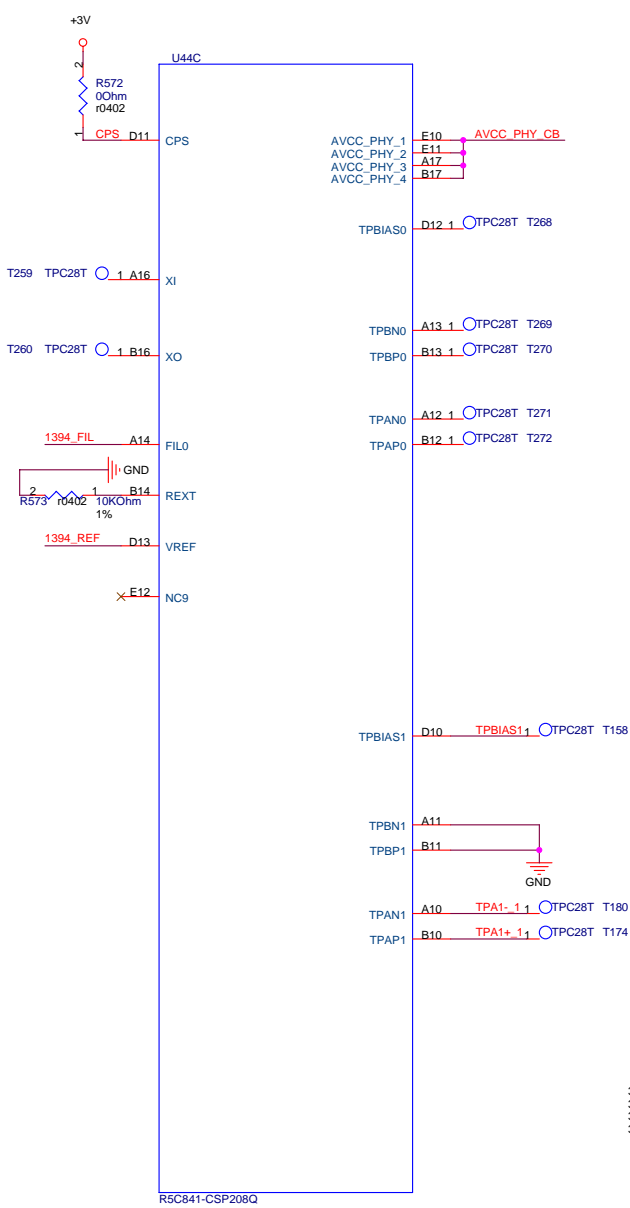 +3V
U44C
2
R572
0Ohm
r0402
1
CPS D11 CPS
AVCC_PHY_1 E10 AVCC_PHY_CB
AVCC_PHY_2 E11
AVCC_PHY_3 A17
AVCC_PHY_4 B17
TPBIAS0 D12 1 TPC28T T268
T259 TPC28T 1 A16 XI
TPBN0 A13 1 TPC28T T269
T260 TPC28T 1 B16 XO
TPBP0 B13 1 TPC28T T270
TPAN0 A12 1 TPC28T T271
1394_FIL A14 FIL0
TPAP0 B12 1 TPC28T T272
GND
2 1 B14 REXT
R573 r0402 10KOhm
1%
1394_REF D13 VREF
E12 NC9
TPBIAS1 D10 TPBIAS1 1 TPC28T T158
TPBN1 A11
TPBP1 B11
GND
TPAN1 A10 TPA1-_1 1 TPC28T T180
TPAP1 B10 TPA1+_1 1 TPC28T T174
R5C841-CSP208Q